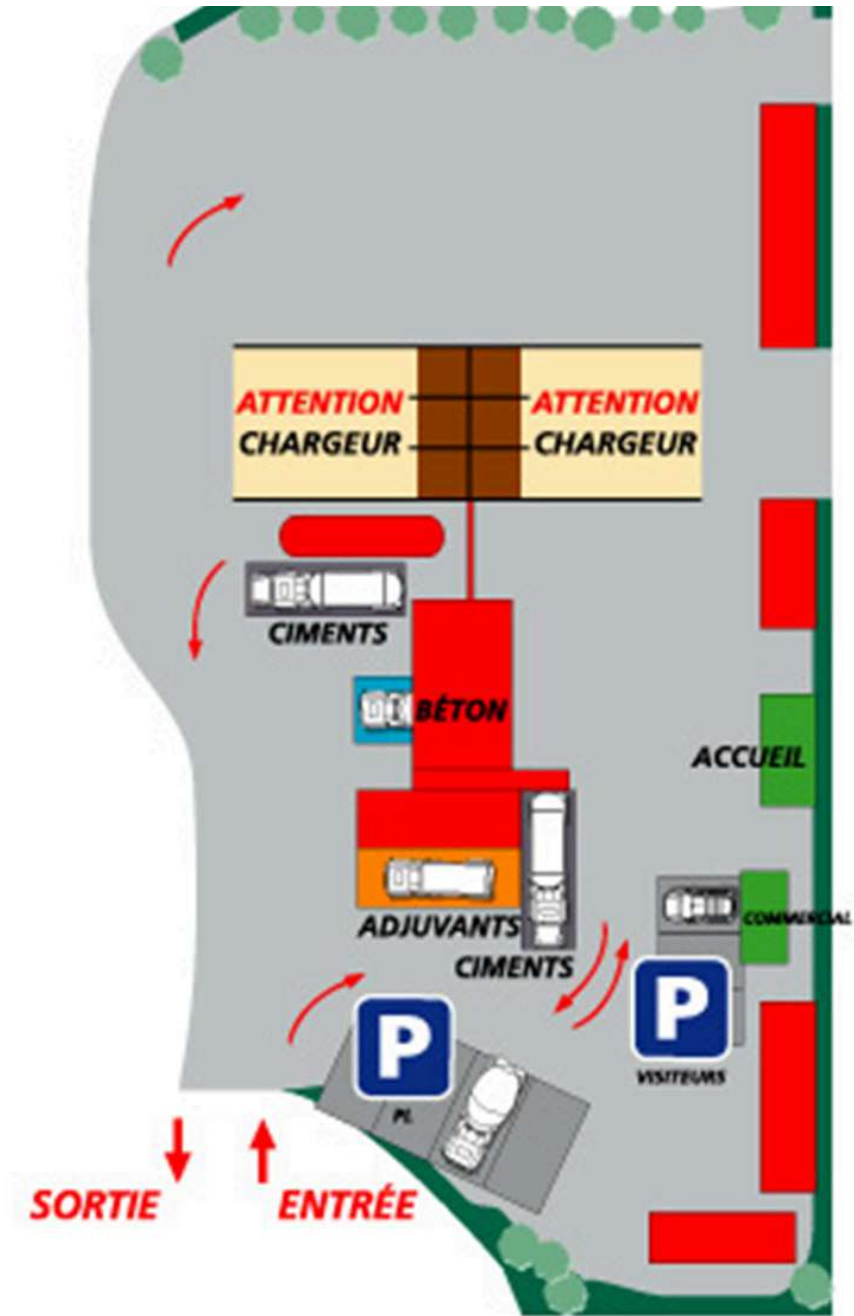 ATTENTION
CHARGEUR
ATTENTION
CHARGEUR
CIMENTS
BÉTON
ACCUEIL
COMMERCIAL
ADJUVANTS
CIMENTS
P
VISITEURS
P
PL
SORTIE
ENTRÉE